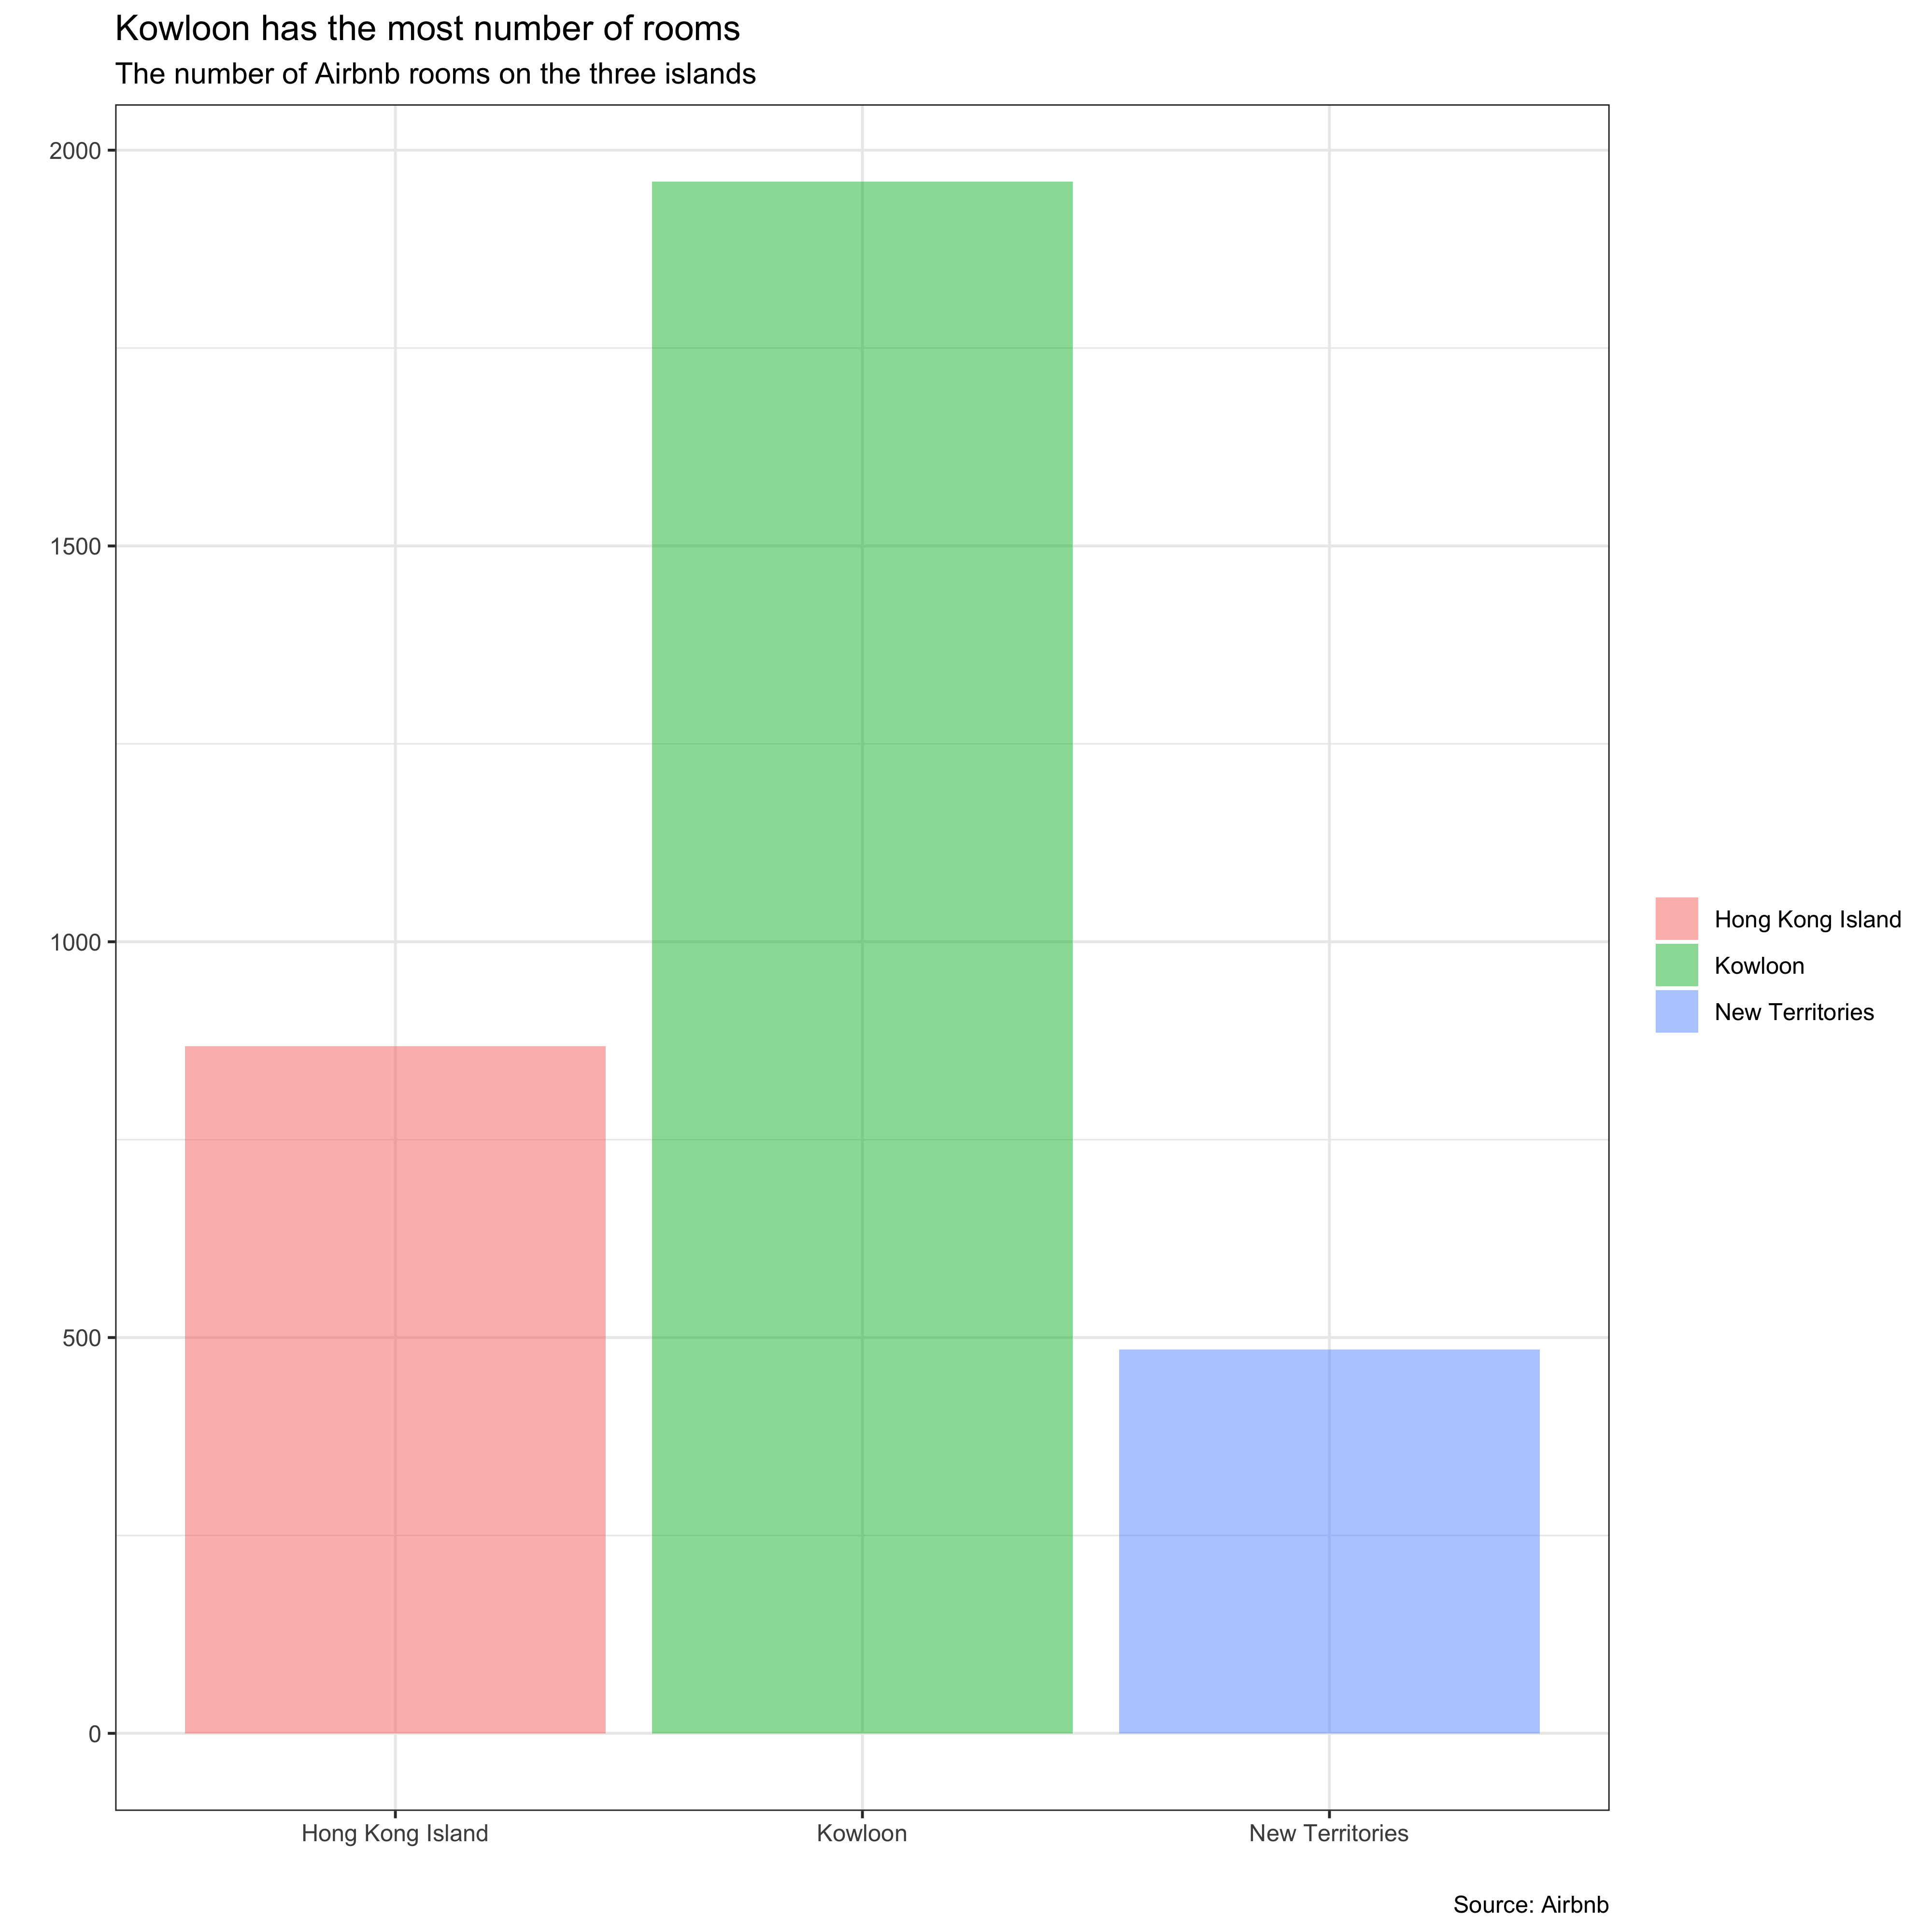 Kowloon has the most number of rooms
The number of Airbnb rooms on the three islands
2000
1500
1000
500
0
Hong Kong Island
Kowloon
New Territories
Hong Kong Island
Kowloon
New Territories
Source: Airbnb